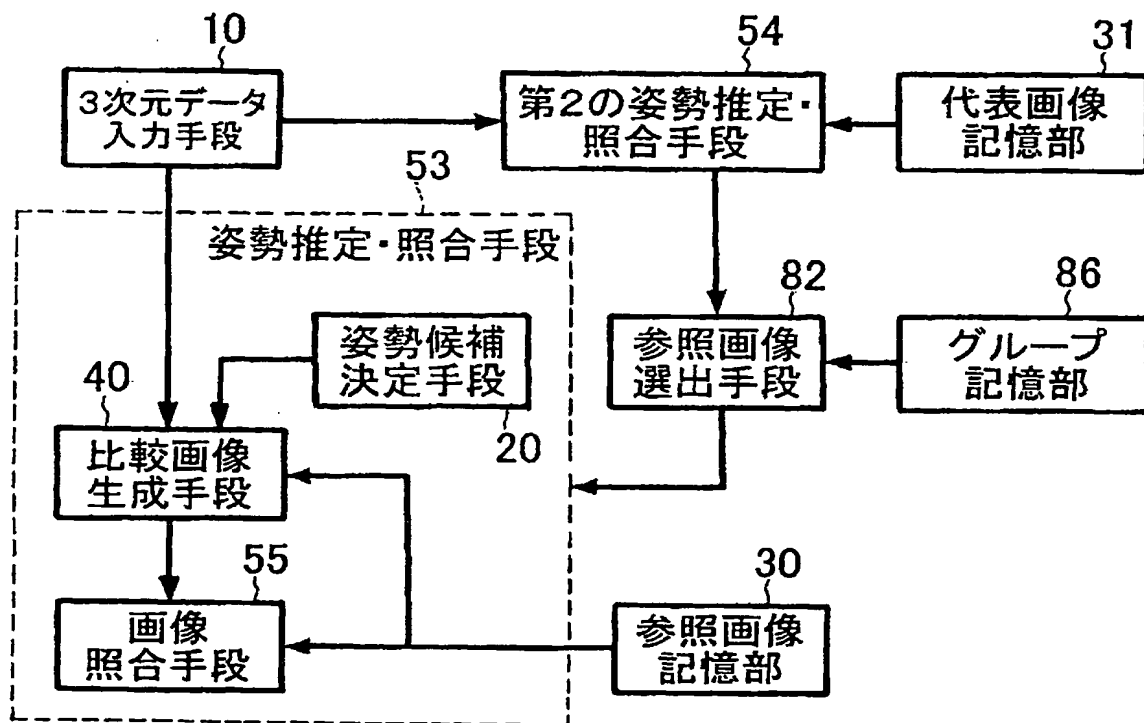 10
3次元データ
入力手段
54
第2の姿勢推定・
照合手段
31
代表画像
記憶部
53
姿勢推定・照合手段
姿勢候補
決定手段
20
82
参照画像
選出手段
86
グループ
記憶部
40
比較画像
生成手段
55
画像
照合手段
30
参照画像
記憶部